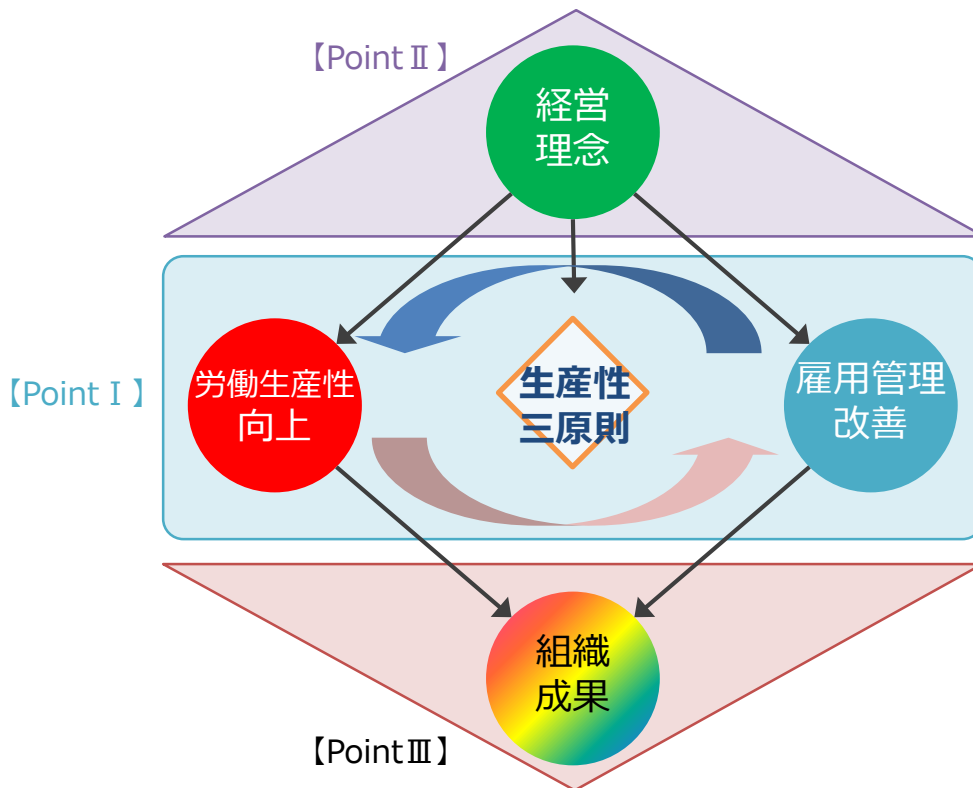 【PointⅡ】
経営
理念
【PointⅠ】
労働生産性
向上
生産性
三原則
雇用管理
改善
組織
成果
【PointⅢ】